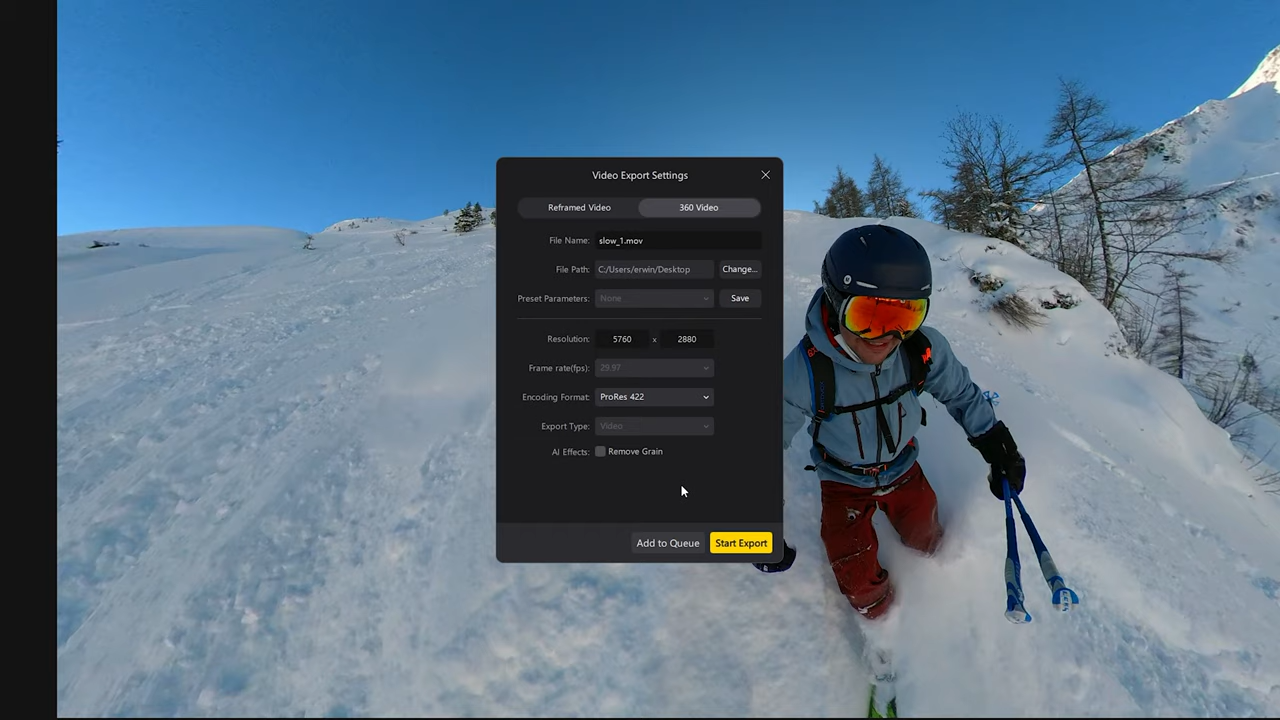 Video Export Settings
Reframed Video 360 Video
File Name: slow_1.mov
File Path: C:/Users/erwin/Desktop Change...
Preset Parameters: None Save
Resolution: 5760 x 2880
Frame rate(fps): 29.97
Encoding Format: ProRes 422
Export Type: Video
AI Effects: Remove Grain
Add to Queue Start Export